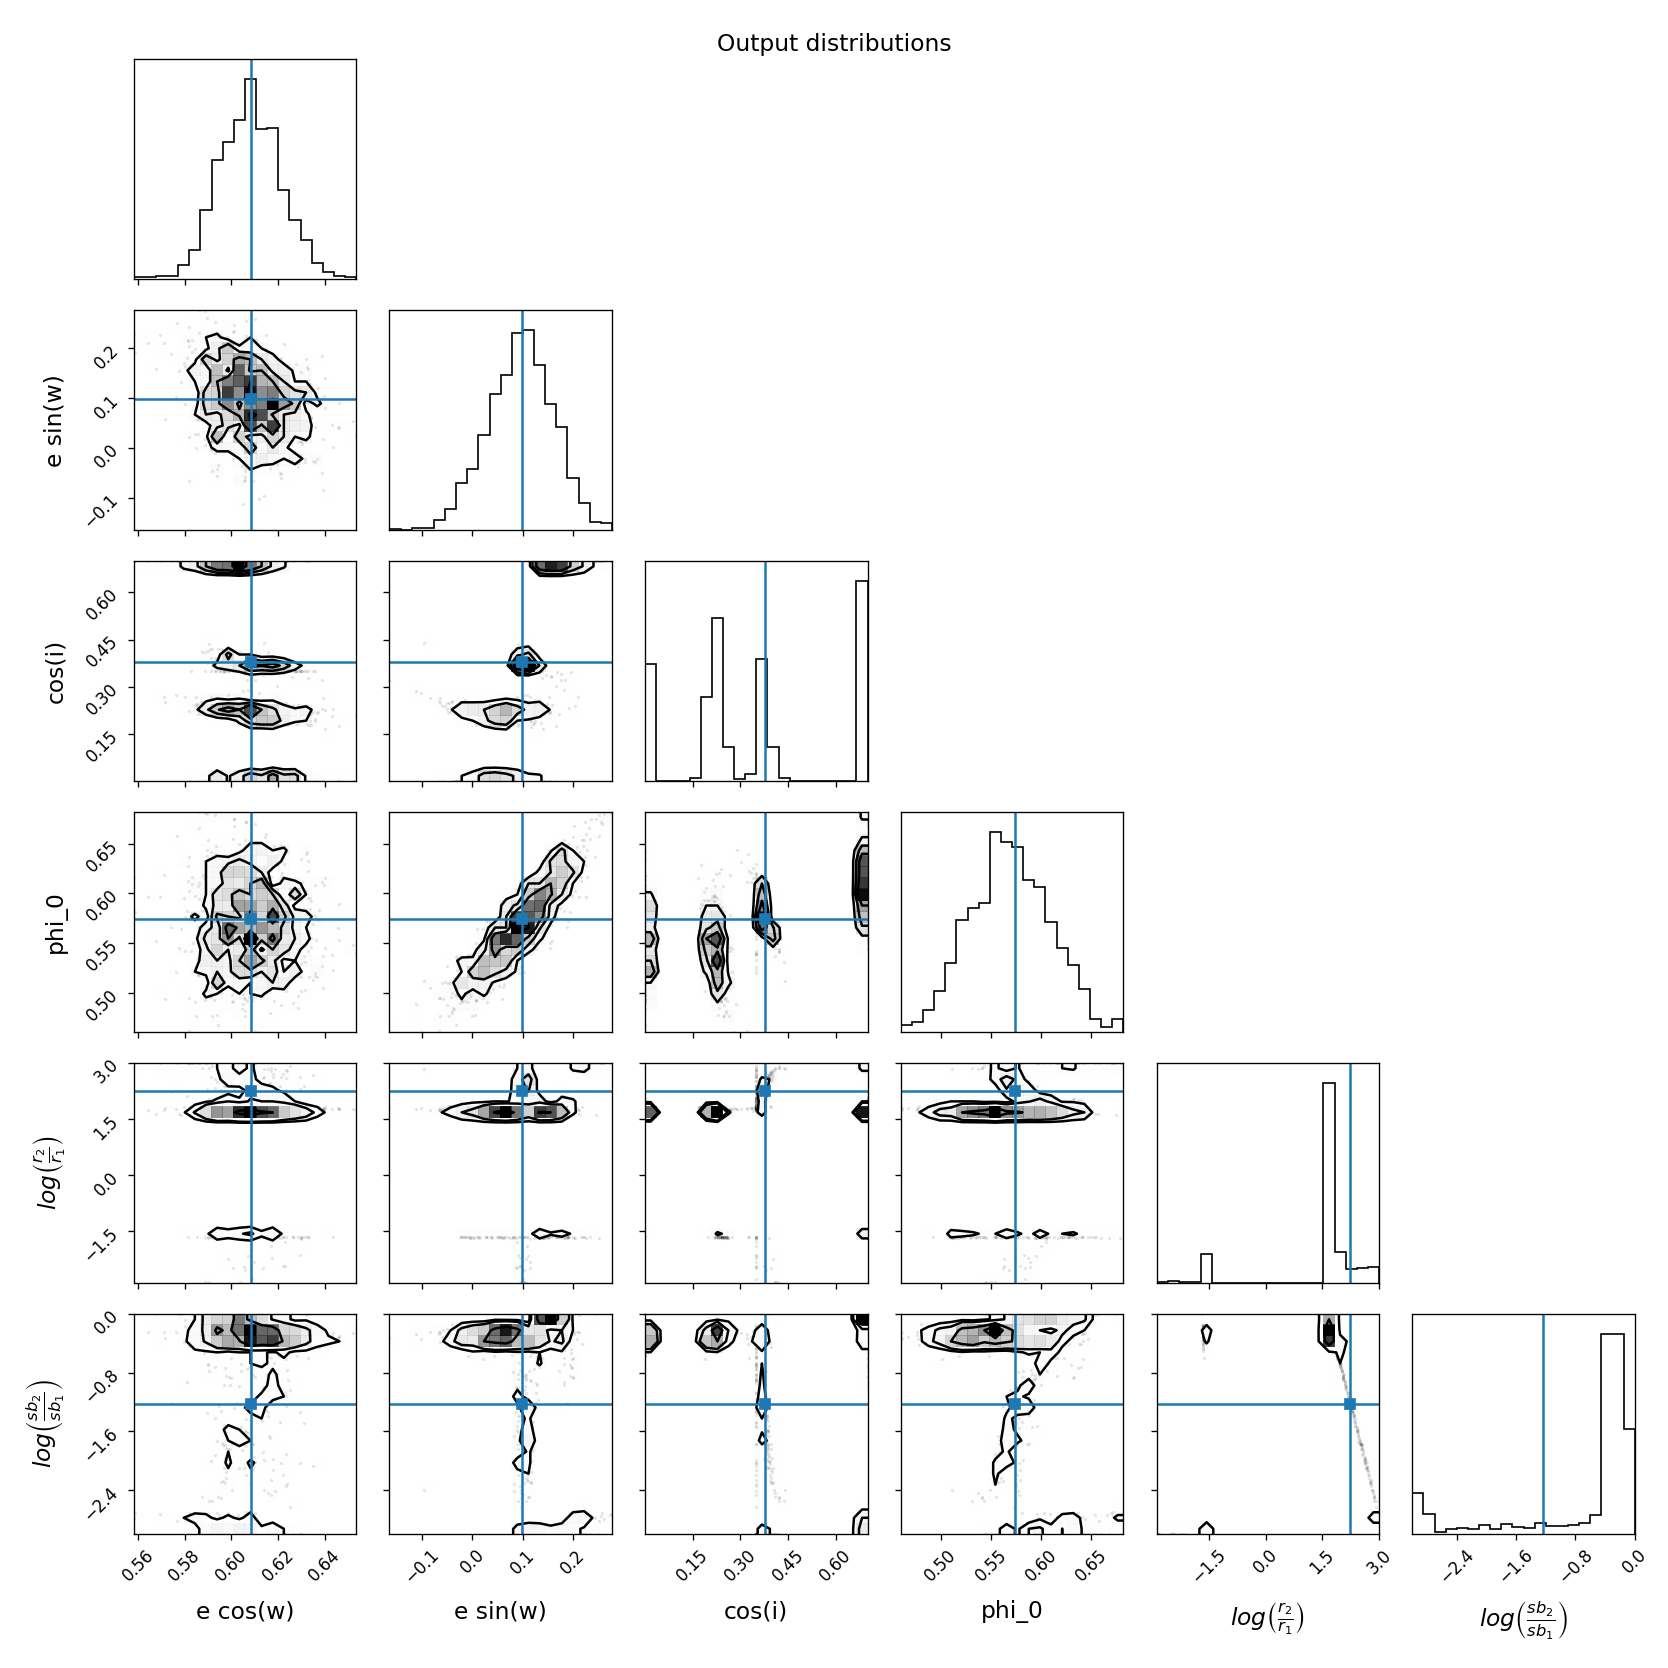 Output distributions
e sin(w)
0.2
0.1
0.0
−0.1
cos(i)
0.60
0.45
0.30
0.15
phi_0
0.65
0.60
0.55
0.50
log(r2/r1)
3.0
1.5
0.0
−1.5
log(sb2/sb1)
0.0
−0.8
−1.6
−2.4
0.56 0.58 0.60 0.62 0.64
−0.1 0.0 0.1 0.2
0.15 0.30 0.45 0.60
0.50 0.55 0.60 0.65
−1.5 0.0 1.5 3.0
−2.4 −1.6 −0.8 0.0
e cos(w)
e sin(w)
cos(i)
phi_0
log(r2/r1)
log(sb2/sb1)